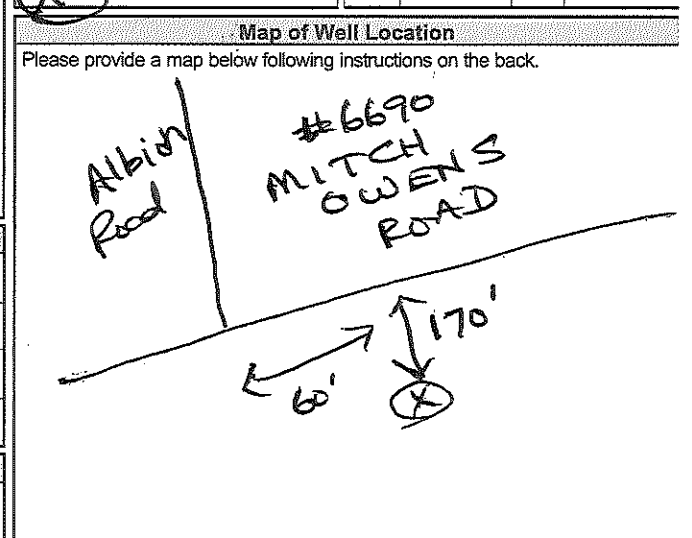 Map of Well Location
Please provide a map below following instructions on the back.
Albion
Road
#6690
MITCH
OWENS
ROAD
170'
60'
X